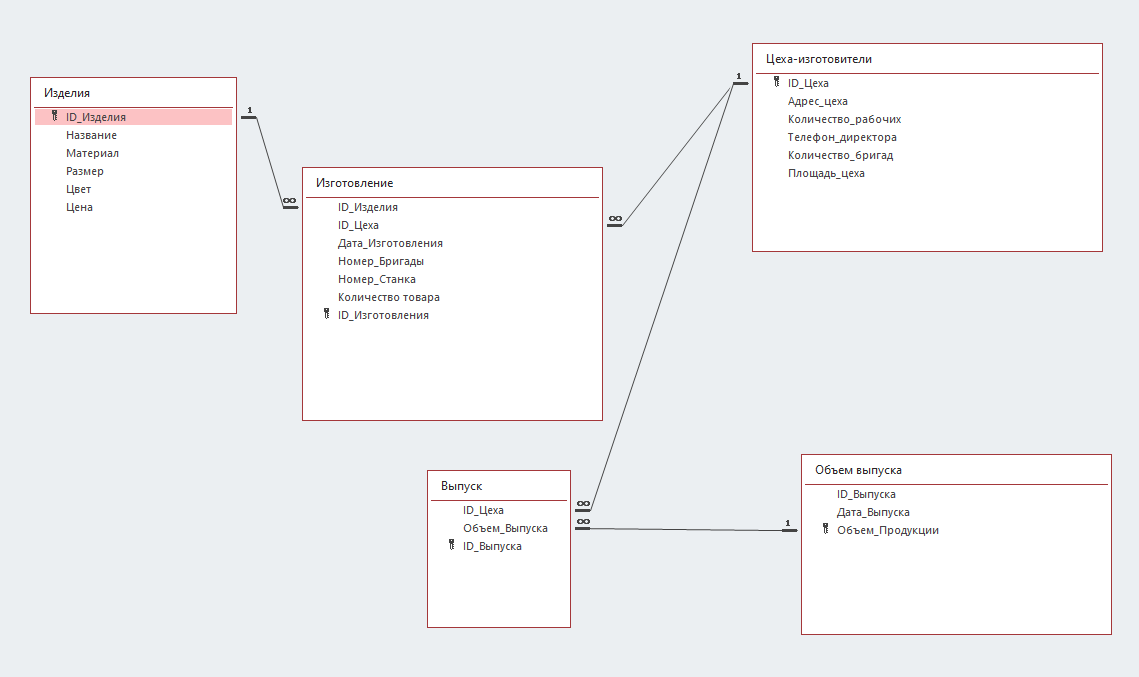 Изделия
ID_Изделия
Название
Материал
Размер
Цвет
Цена
1
∞
Изготовление
ID_Изделия
ID_Цеха
Дата_Изготовления
Номер_Бригады
Номер_Станка
Количество товара
ID_Изготовления
∞
1
Цеха-изготовители
ID_Цеха
Адрес_цеха
Количество_рабочих
Телефон_директора
Количество_бригад
Площадь_цеха
Выпуск
ID_Цеха
Объем_Выпуска
ID_Выпуска
∞
∞
1
Объем выпуска
ID_Выпуска
Дата_Выпуска
Объем_Продукции